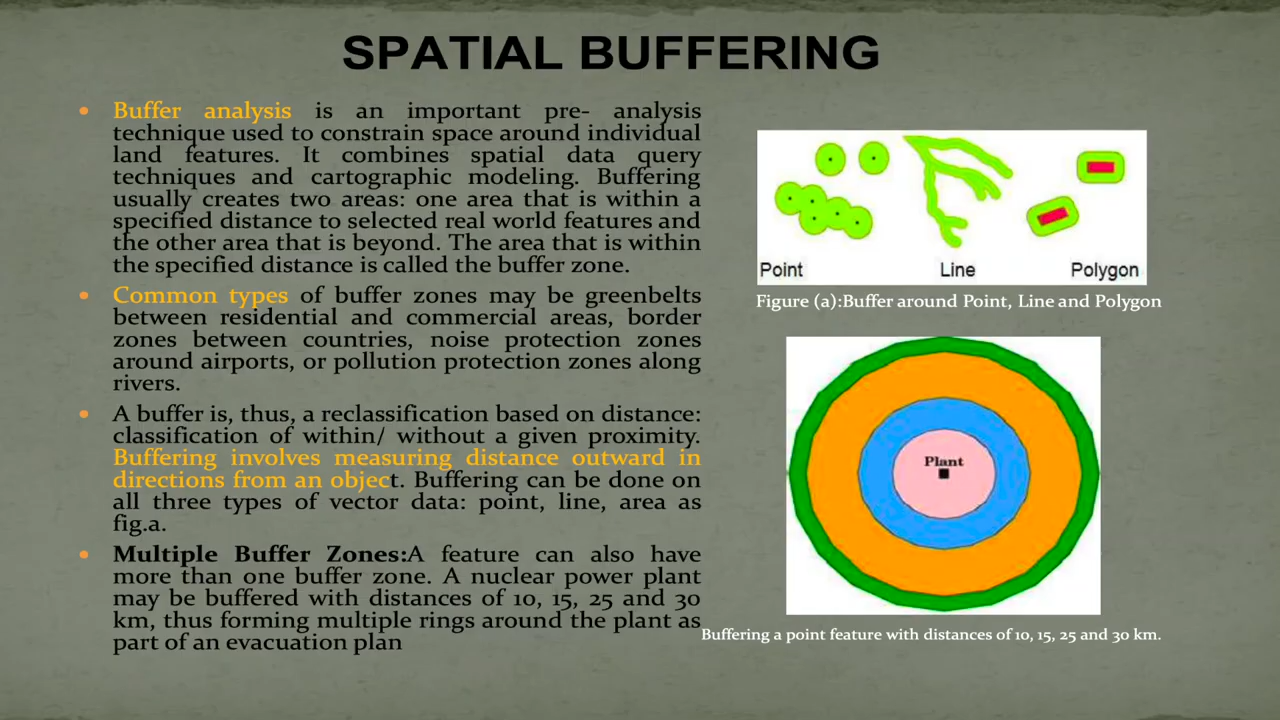 SPATIAL BUFFERING
Buffer analysis is an important pre- analysis
technique used to constrain space around individual
land features. It combines spatial data query
techniques and cartographic modeling. Buffering
usually creates two areas: one area that is within a
specified distance to selected real world features and
the other area that is beyond. The area that is within
the specified distance is called the buffer zone.
Common types of buffer zones may be greenbelts
between residential and commercial areas, border
zones between countries, noise protection zones
around airports, or pollution protection zones along
rivers.
A buffer is, thus, a reclassification based on distance:
classification of within/ without a given proximity.
Buffering involves measuring distance outward in
directions from an object. Buffering can be done on
all three types of vector data: point, line, area as
fig.a.
Multiple Buffer Zones:A feature can also have
more than one buffer zone. A nuclear power plant
may be buffered with distances of 10, 15, 25 and 30
km, thus forming multiple rings around the plant as
part of an evacuation plan
Point Line Polygon
Figure (a):Buffer around Point, Line and Polygon
Plant
Buffering a point feature with distances of 10, 15, 25 and 30 km.